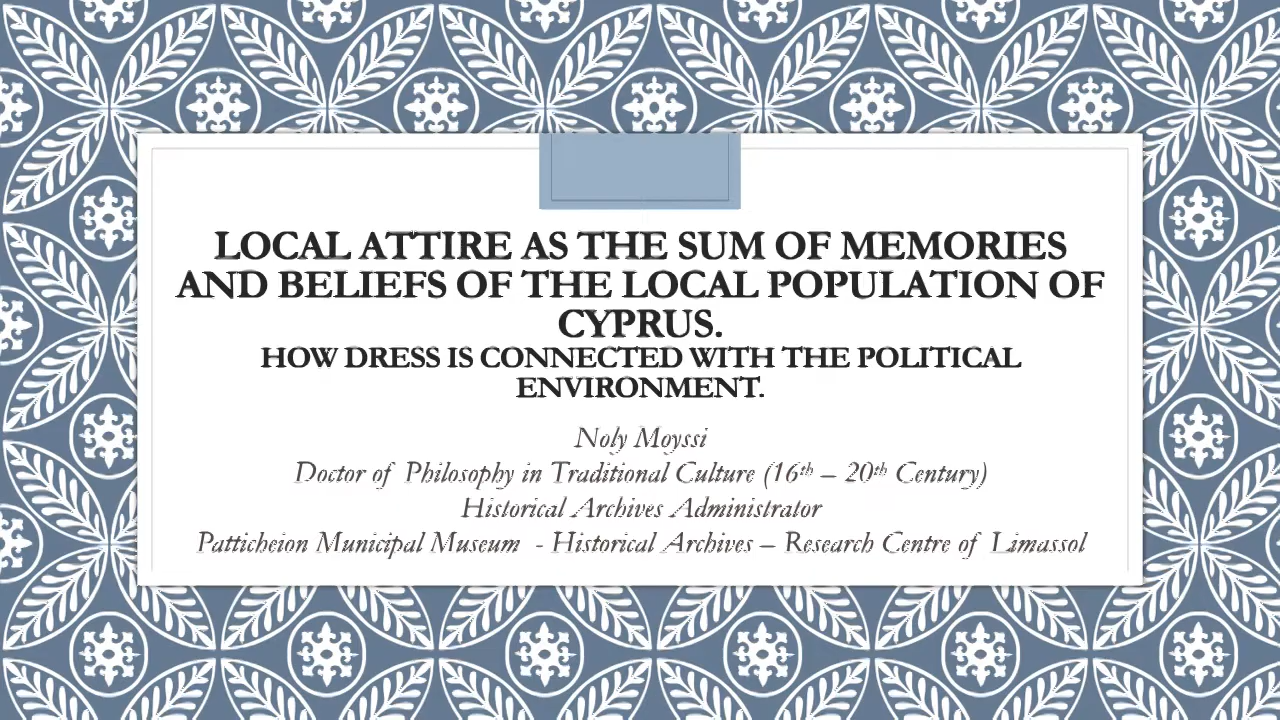 LOCAL ATTIRE AS THE SUM OF MEMORIES
AND BELIEFS OF THE LOCAL POPULATION OF
CYPRUS.
HOW DRESS IS CONNECTED WITH THE POLITICAL
ENVIRONMENT.
Noly Moyssi
Doctor of Philosophy in Traditional Culture (16th – 20th Century)
Historical Archives Administrator
Patticheion Municipal Museum - Historical Archives – Research Centre of Limassol